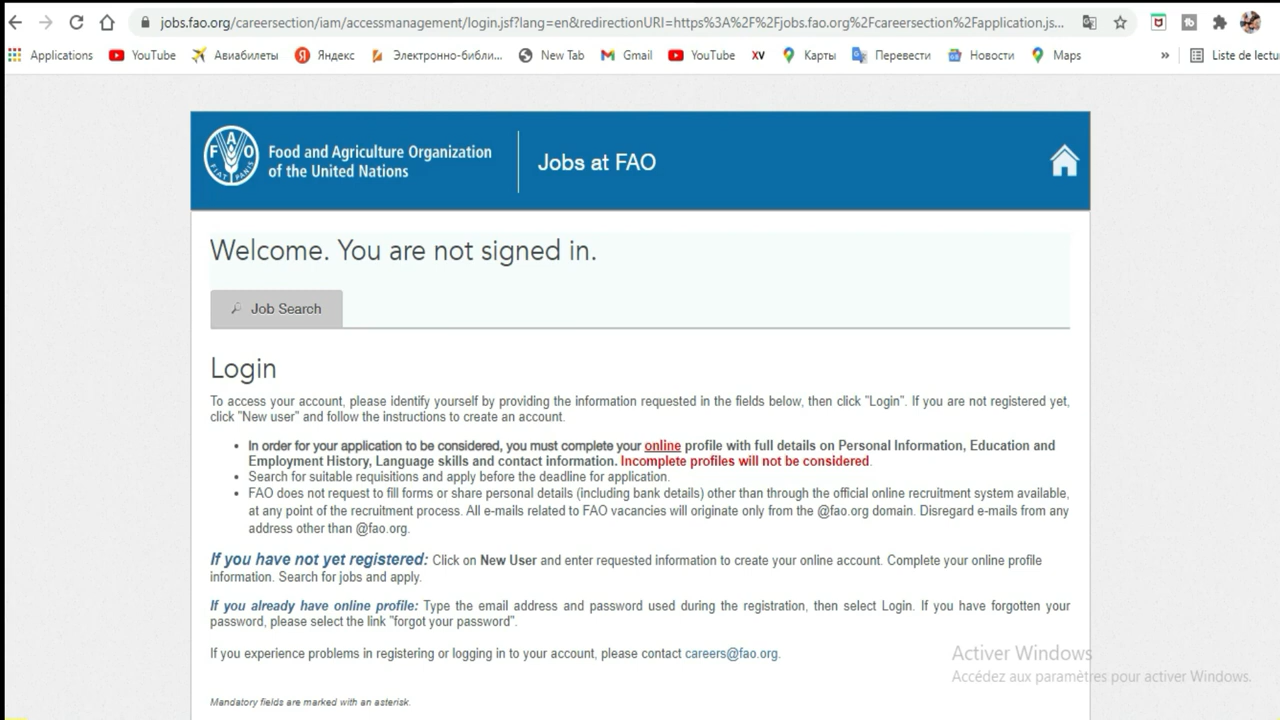 jobs.fao.org/careersection/iam/accessmanagement/login.jsf?lang=en&redirectionURI=https%3A%2F%2Fjobs.fao.org%2Fcareersection%2Fapplication.js...
Applications YouTube Авиабилеты Яндекс Электронно-библи... New Tab Gmail YouTube XV Карты Перевести Новости Maps » Liste de lectu
FAO
FIAT PANIS
Food and Agriculture Organization
of the United Nations
Jobs at FAO
Welcome. You are not signed in.
Job Search
Login
To access your account, please identify yourself by providing the information requested in the fields below, then click "Login". If you are not registered yet,
click "New user" and follow the instructions to create an account.
• In order for your application to be considered, you must complete your online profile with full details on Personal Information, Education and
Employment History, Language skills and contact information. Incomplete profiles will not be considered.
• Search for suitable requisitions and apply before the deadline for application.
• FAO does not request to fill forms or share personal details (including bank details) other than through the official online recruitment system available,
at any point of the recruitment process. All e-mails related to FAO vacancies will originate only from the @fao.org domain. Disregard e-mails from any
address other than @fao.org.
If you have not yet registered: Click on New User and enter requested information to create your online account. Complete your online profile
information. Search for jobs and apply.
If you already have online profile: Type the email address and password used during the registration, then select Login. If you have forgotten your
password, please select the link "forgot your password".
If you experience problems in registering or logging in to your account, please contact careers@fao.org.
Activer Windows
Accédez aux paramètres pour activer Windows.
Mandatory fields are marked with an asterisk.